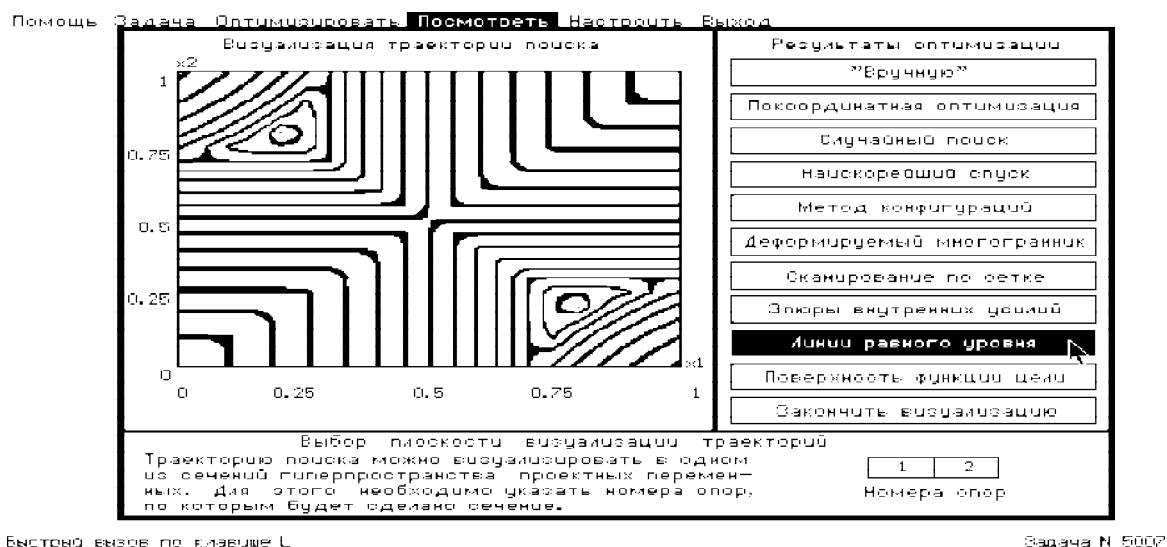 Помощь Задача Оптимизировать Посмотреть Настроить Выход
Визуализация траектории поиска
x2
1
0.75
0.5
0.25
0
0 0.25 0.5 0.75 1
x1
Результаты оптимизации
"Вручную"
Покоординатная оптимизация
Случайный поиск
Наискорейший спуск
Метод конфигураций
Деформируемый многогранник
Сканирование по сетке
Эпюры внутренних усилий
Линии равного уровня
Поверхность функции цели
Закончить визуализацию
Выбор плоскости визуализации траекторий
Траекторию поиска можно визуализировать в одном
из сечений гиперпространства проектных перемен-
ных. Для этого необходимо указать номера опор,
по которым будет сделано сечение.
1 2
Номера опор
Быстрый вызов по клавише L
Задача N 5007